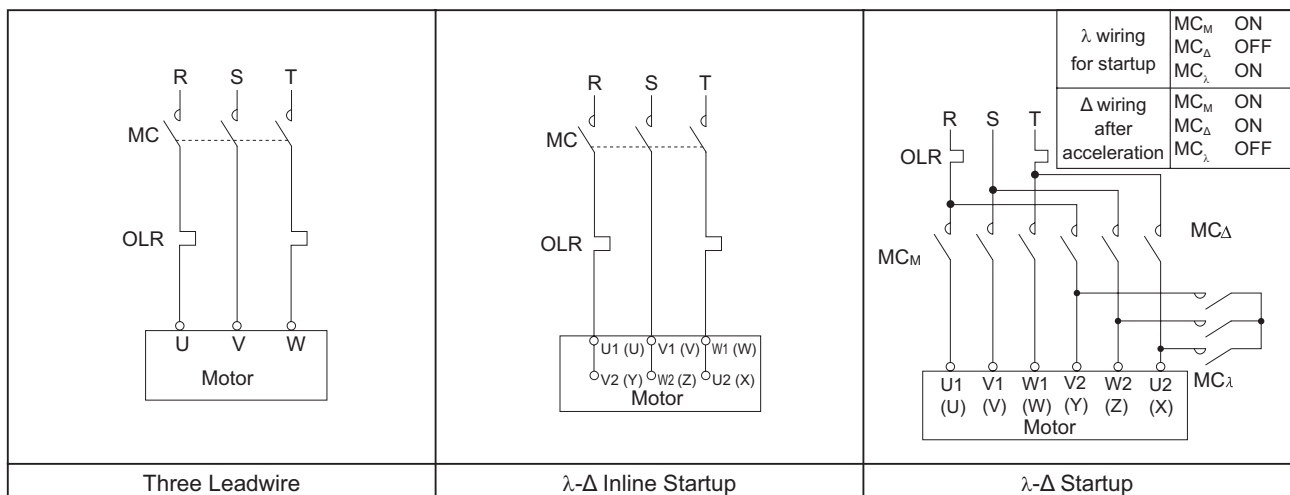 R S T
MC
OLR
U V W
Motor
Three Leadwire
R S T
MC
OLR
U1 (U) V1 (V) W1 (W)
V2 (Y) W2 (Z) U2 (X)
Motor
λ-Δ Inline Startup
λ wiring
for startup
MCM ON
MCΔ OFF
MCλ ON
Δ wiring
after
acceleration
MCM ON
MCΔ ON
MCλ OFF
R S T
OLR
MCM
MCΔ
MCλ
U1 V1 W1 V2 W2 U2
(U) (V) (W) (Y) (Z) (X)
Motor
λ-Δ Startup